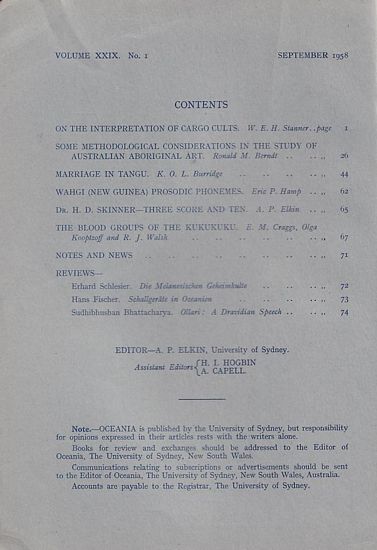 VOLUME XXIX. No. 1 SEPTEMBER 1958
CONTENTS
ON THE INTERPRETATION OF CARGO CULTS. W. E. H. Stanner..page 1
SOME METHODOLOGICAL CONSIDERATIONS IN THE STUDY OF
AUSTRALIAN ABORIGINAL ART. Ronald M. Berndt .. .. „ 26
MARRIAGE IN TANGU. K. O. L. Burridge .. .. .. .. „ 44
WAHGI (NEW GUINEA) PROSODIC PHONEMES. Eric P. Hamp .. „ 62
DR. H. D. SKINNER—THREE SCORE AND TEN. A. P. Elkin .. „ 65
THE BLOOD GROUPS OF THE KUKUKUKU. E. M. Craggs, Olga
Kooptzoff and R. J. Walsh .. .. .. .. .. .. „ 67
NOTES AND NEWS .. .. .. .. .. .. .. .. „ 71
REVIEWS—
Erhard Schlesier. Die Melanesischen Geheimkulte .. .. .. „ 72
Hans Fischer. Schallgeräte in Ozeanien .. .. .. .. „ 73
Sudhibhushan Bhattacharya. Ollari: A Dravidian Speech .. .. „ 74
EDITOR—A. P. ELKIN, University of Sydney.
Assistant Editors { H. I. HOGBIN
A. CAPELL.
Note.—OCEANIA is published by the University of Sydney, but responsibility
for opinions expressed in their articles rests with the writers alone.
Books for review and exchanges should be addressed to the Editor of
Oceania, The University of Sydney, New South Wales.
Communications relating to subscriptions or advertisements should be sent
to the Editor of Oceania, The University of Sydney, New South Wales, Australia.
Accounts are payable to the Registrar, The University of Sydney.